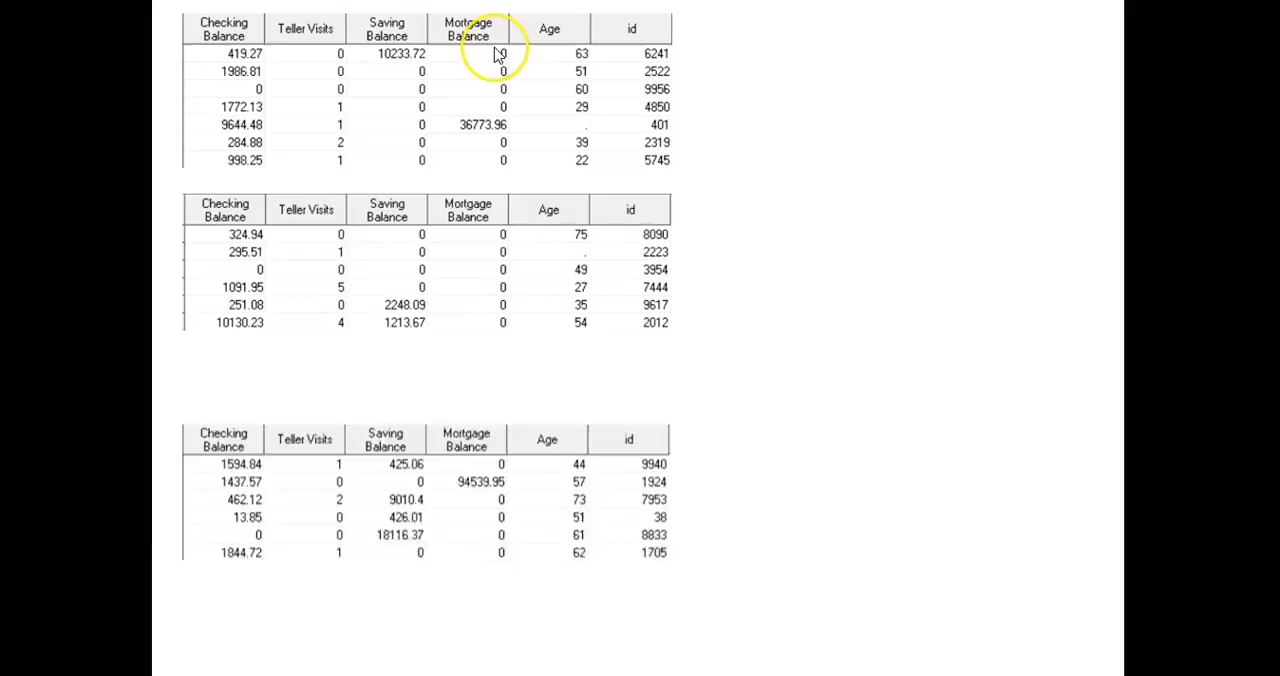 Checking Balance Teller Visits Saving Balance Mortgage Balance Age id
419.27 0 10233.72 0 63 6241
1986.81 0 0 0 51 2522
0 0 0 0 60 9956
1772.13 1 0 0 29 4850
9644.48 1 0 36773.96 . 401
284.88 2 0 0 39 2319
998.25 1 0 0 22 5745
Checking Balance Teller Visits Saving Balance Mortgage Balance Age id
324.94 0 0 0 75 8090
295.51 1 0 0 . 2223
0 0 0 0 49 3954
1091.95 5 0 0 27 7444
251.08 0 2248.09 0 35 9617
10130.23 4 1213.67 0 54 2012
Checking Balance Teller Visits Saving Balance Mortgage Balance Age id
1594.84 1 425.06 0 44 9940
1437.57 0 0 94539.95 57 1924
462.12 2 9010.4 0 73 7953
13.85 0 426.01 0 51 38
0 0 18116.37 0 61 8833
1844.72 1 0 0 62 1705